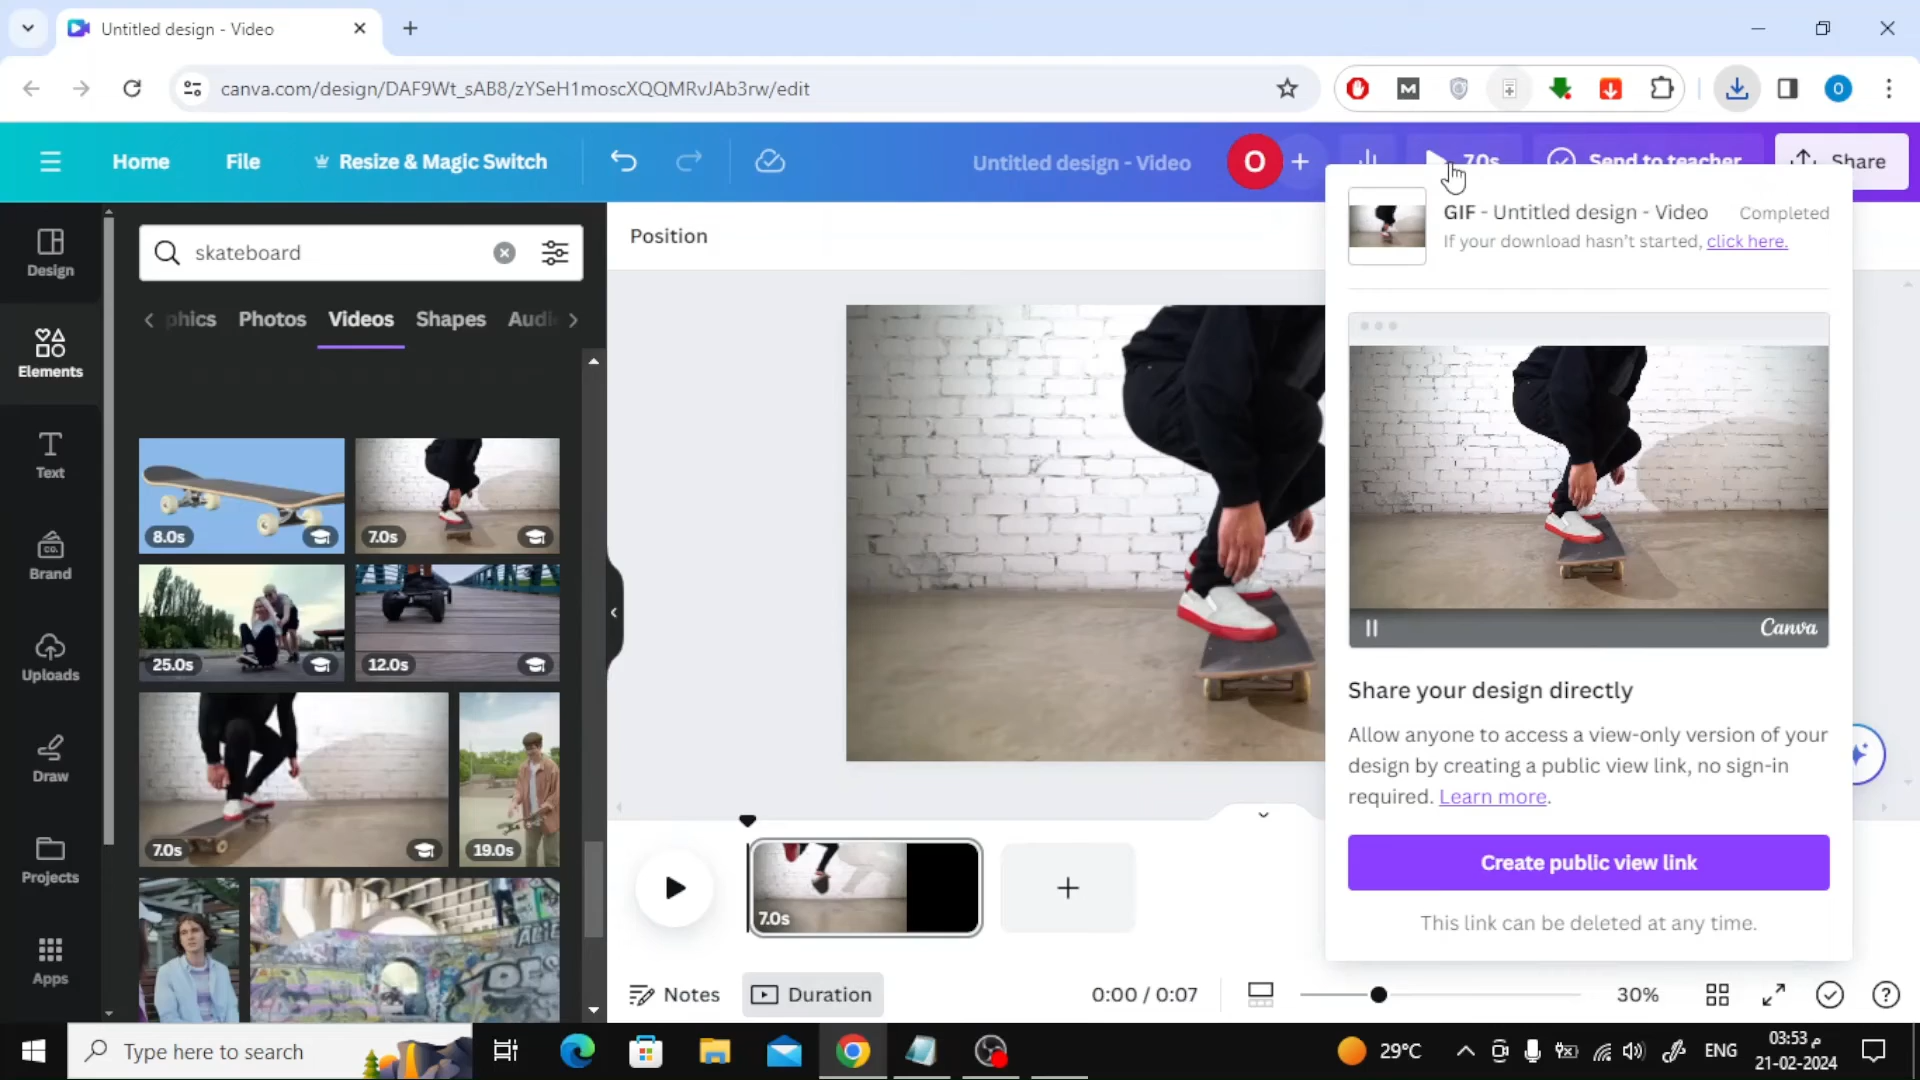 Untitled design - Video
canva.com/design/DAF9Wt_sAB8/zYSeH1moscXQQMRvJAb3rw/edit
O
Home
File
Resize & Magic Switch
Untitled design - Video
O
7.0s
Send to teacher
Share
Design
Elements
Text
Brand
Uploads
Draw
Projects
Apps
CO.
skateboard
phics
Photos
Videos
Shapes
Audi
8.0s
7.0s
25.0s
12.0s
7.0s
19.0s
Position
GIF - Untitled design - Video
Completed
If your download hasn't started, click here.
Canva
Share your design directly
Allow anyone to access a view-only version of your
design by creating a public view link, no sign-in
required. Learn more.
Create public view link
This link can be deleted at any time.
7.0s
Notes
Duration
0:00 / 0:07
30%
Type here to search
29°C
ENG
03:53 م
21-02-2024